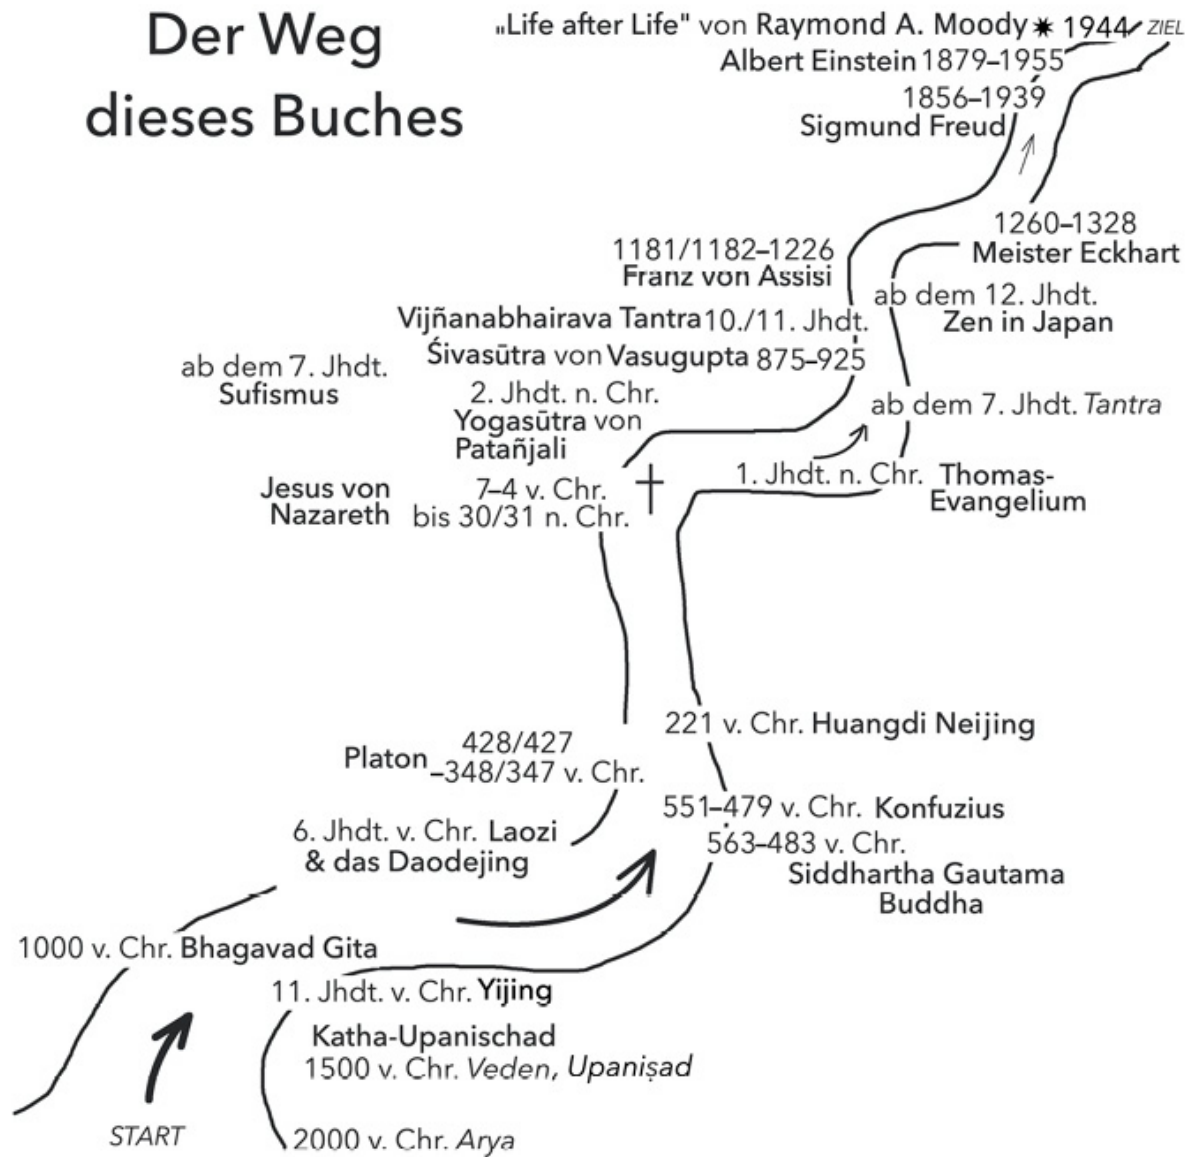 Der Weg
dieses Buches
„Life after Life" von Raymond A. Moody ✷ 1944
ZIEL
Albert Einstein 1879–1955
1856–1939
Sigmund Freud
1260–1328
Meister Eckhart
1181/1182–1226
Franz von Assisi
ab dem 12. Jhdt.
Zen in Japan
Vijñanabhairava Tantra 10./11. Jhdt.
Śivasūtra von Vasugupta 875–925
ab dem 7. Jhdt.
Sufismus
2. Jhdt. n. Chr.
Yogasūtra von
Patañjali
ab dem 7. Jhdt. Tantra
1. Jhdt. n. Chr. Thomas-
Evangelium
Jesus von
Nazareth
7–4 v. Chr.
bis 30/31 n. Chr.
221 v. Chr. Huangdi Neijing
Platon
428/427
–348/347 v. Chr.
551–479 v. Chr. Konfuzius
563–483 v. Chr.
Siddhartha Gautama
Buddha
6. Jhdt. v. Chr. Laozi
& das Daodejing
1000 v. Chr. Bhagavad Gita
11. Jhdt. v. Chr. Yijing
Katha-Upanischad
1500 v. Chr. Veden, Upaniṣad
START
2000 v. Chr. Arya